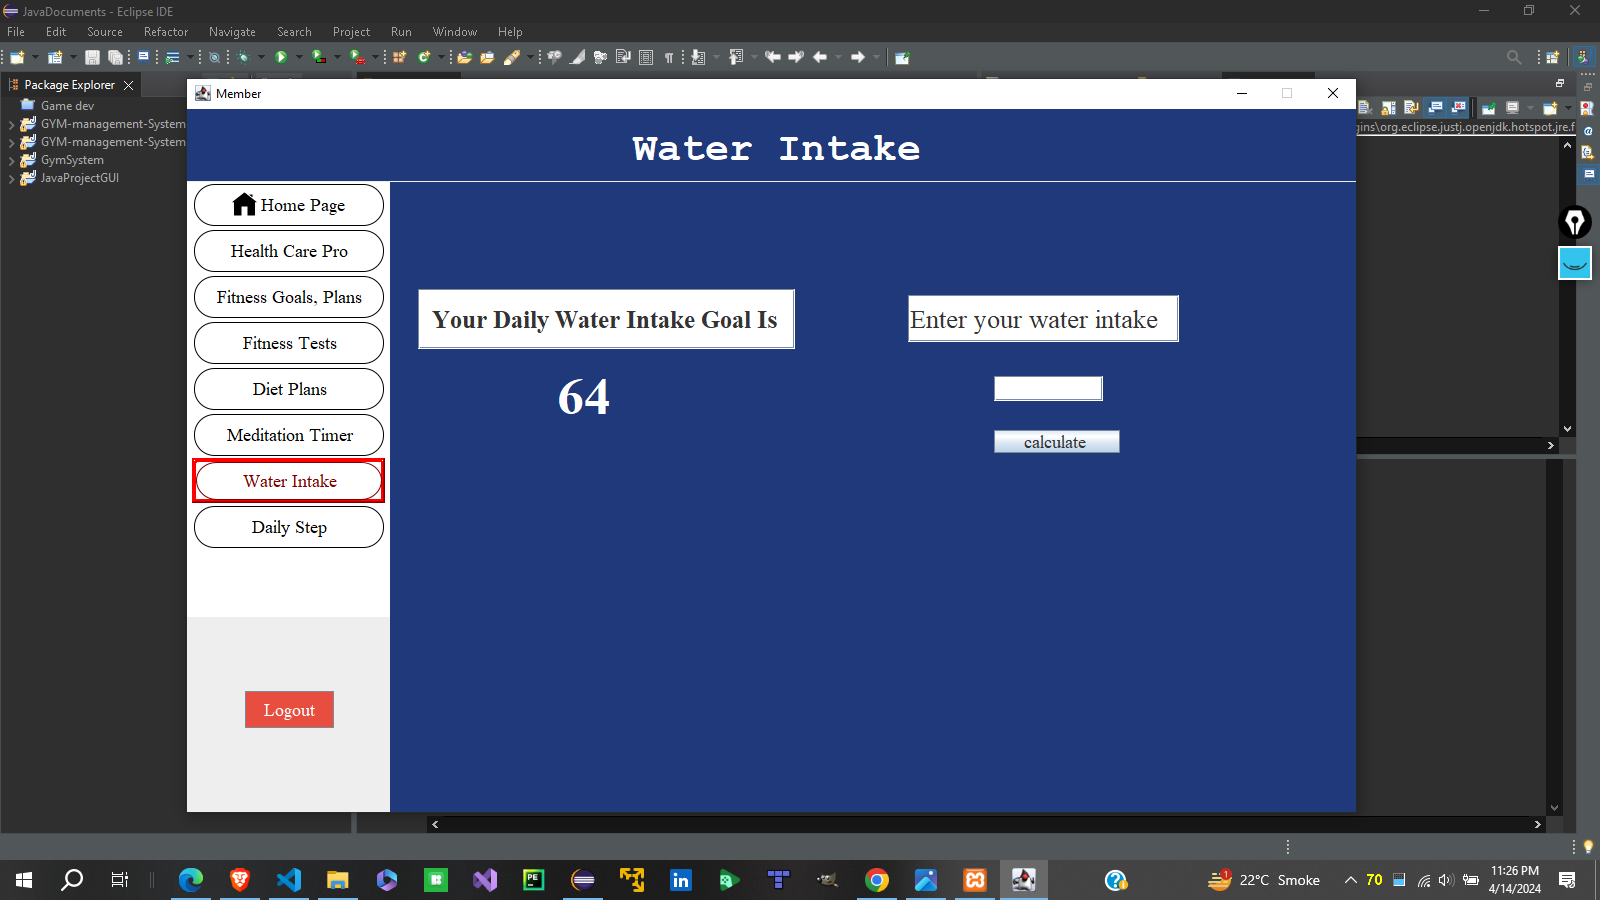 JavaDocuments - Eclipse IDE
File Edit Source Refactor Navigate Search Project Run Window Help
Package Explorer
Game dev
GYM-management-System
GYM-management-System
GymSystem
JavaProjectGUI
Member
gins\org.eclipse.justj.openjdk.hotspot.jre.f
Water Intake
Home Page
Health Care Pro
Fitness Goals, Plans
Fitness Tests
Diet Plans
Meditation Timer
Water Intake
Daily Step
Logout
Your Daily Water Intake Goal Is
64
Enter your water intake
calculate
22°C Smoke
70
11:26 PM
4/14/2024